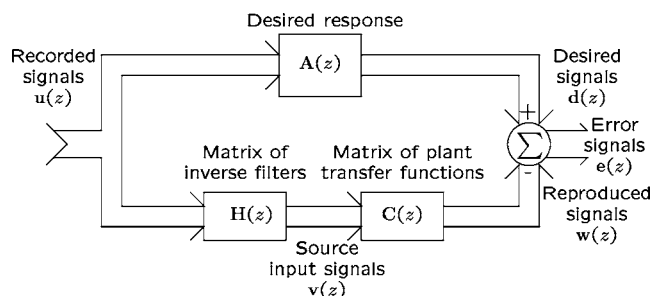 Desired response
Recorded
signals
u(z)
A(z)
Desired
signals
d(z)
+
Σ
-
Error
signals
e(z)
Matrix of
inverse filters
Matrix of plant
transfer functions
H(z)
C(z)
Reproduced
signals
w(z)
Source
input signals
v(z)